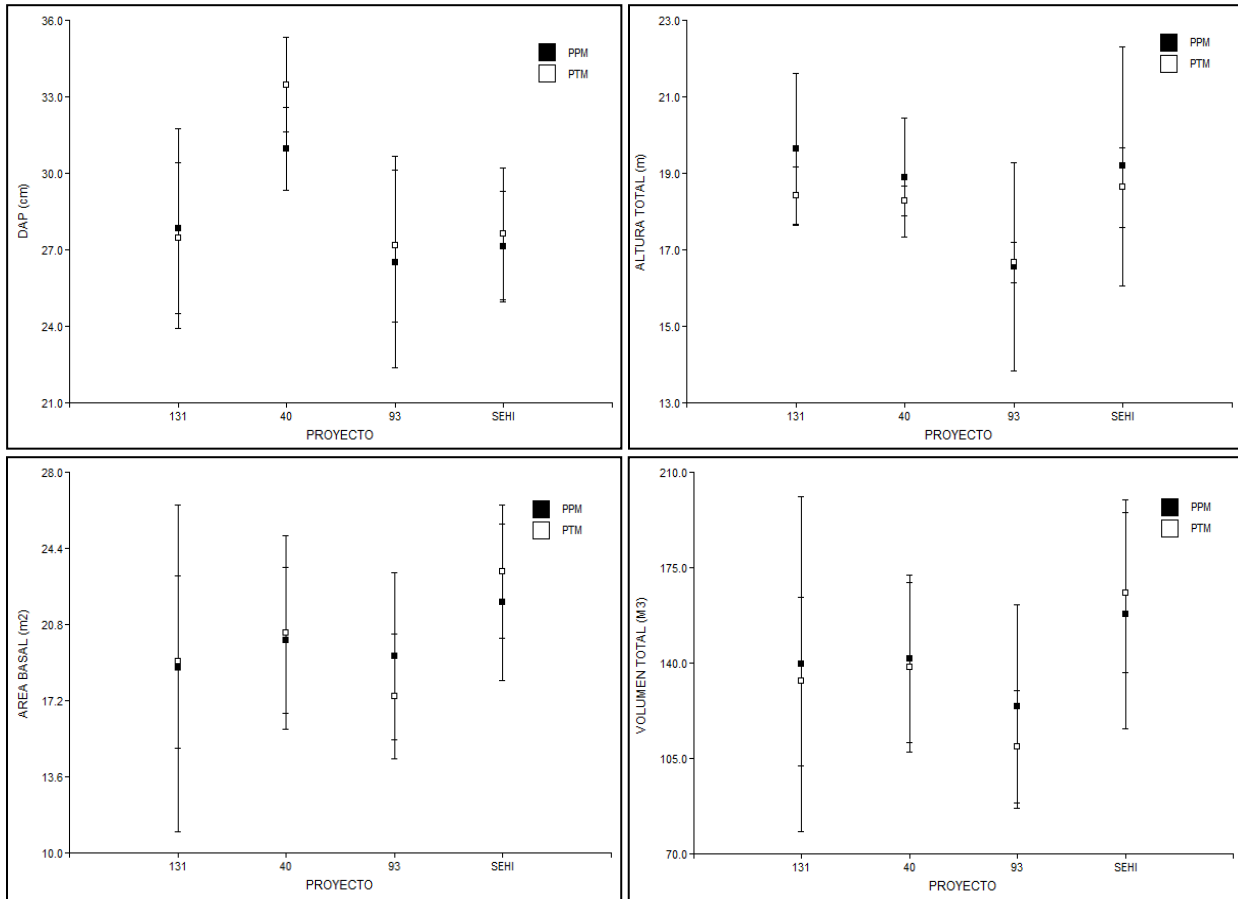 36.0
33.0
30.0
27.0
24.0
21.0
DAP (cm)
131 40 93 SEHI
PROYECTO
PPM
PTM
23.0
21.0
19.0
17.0
15.0
13.0
ALTURA TOTAL (m)
131 40 93 SEHI
PROYECTO
PPM
PTM
28.0
24.4
20.8
17.2
13.6
10.0
AREA BASAL (m2)
131 40 93 SEHI
PROYECTO
PPM
PTM
210.0
175.0
140.0
105.0
70.0
VOLUMEN TOTAL (M3)
131 40 93 SEHI
PROYECTO
PPM
PTM